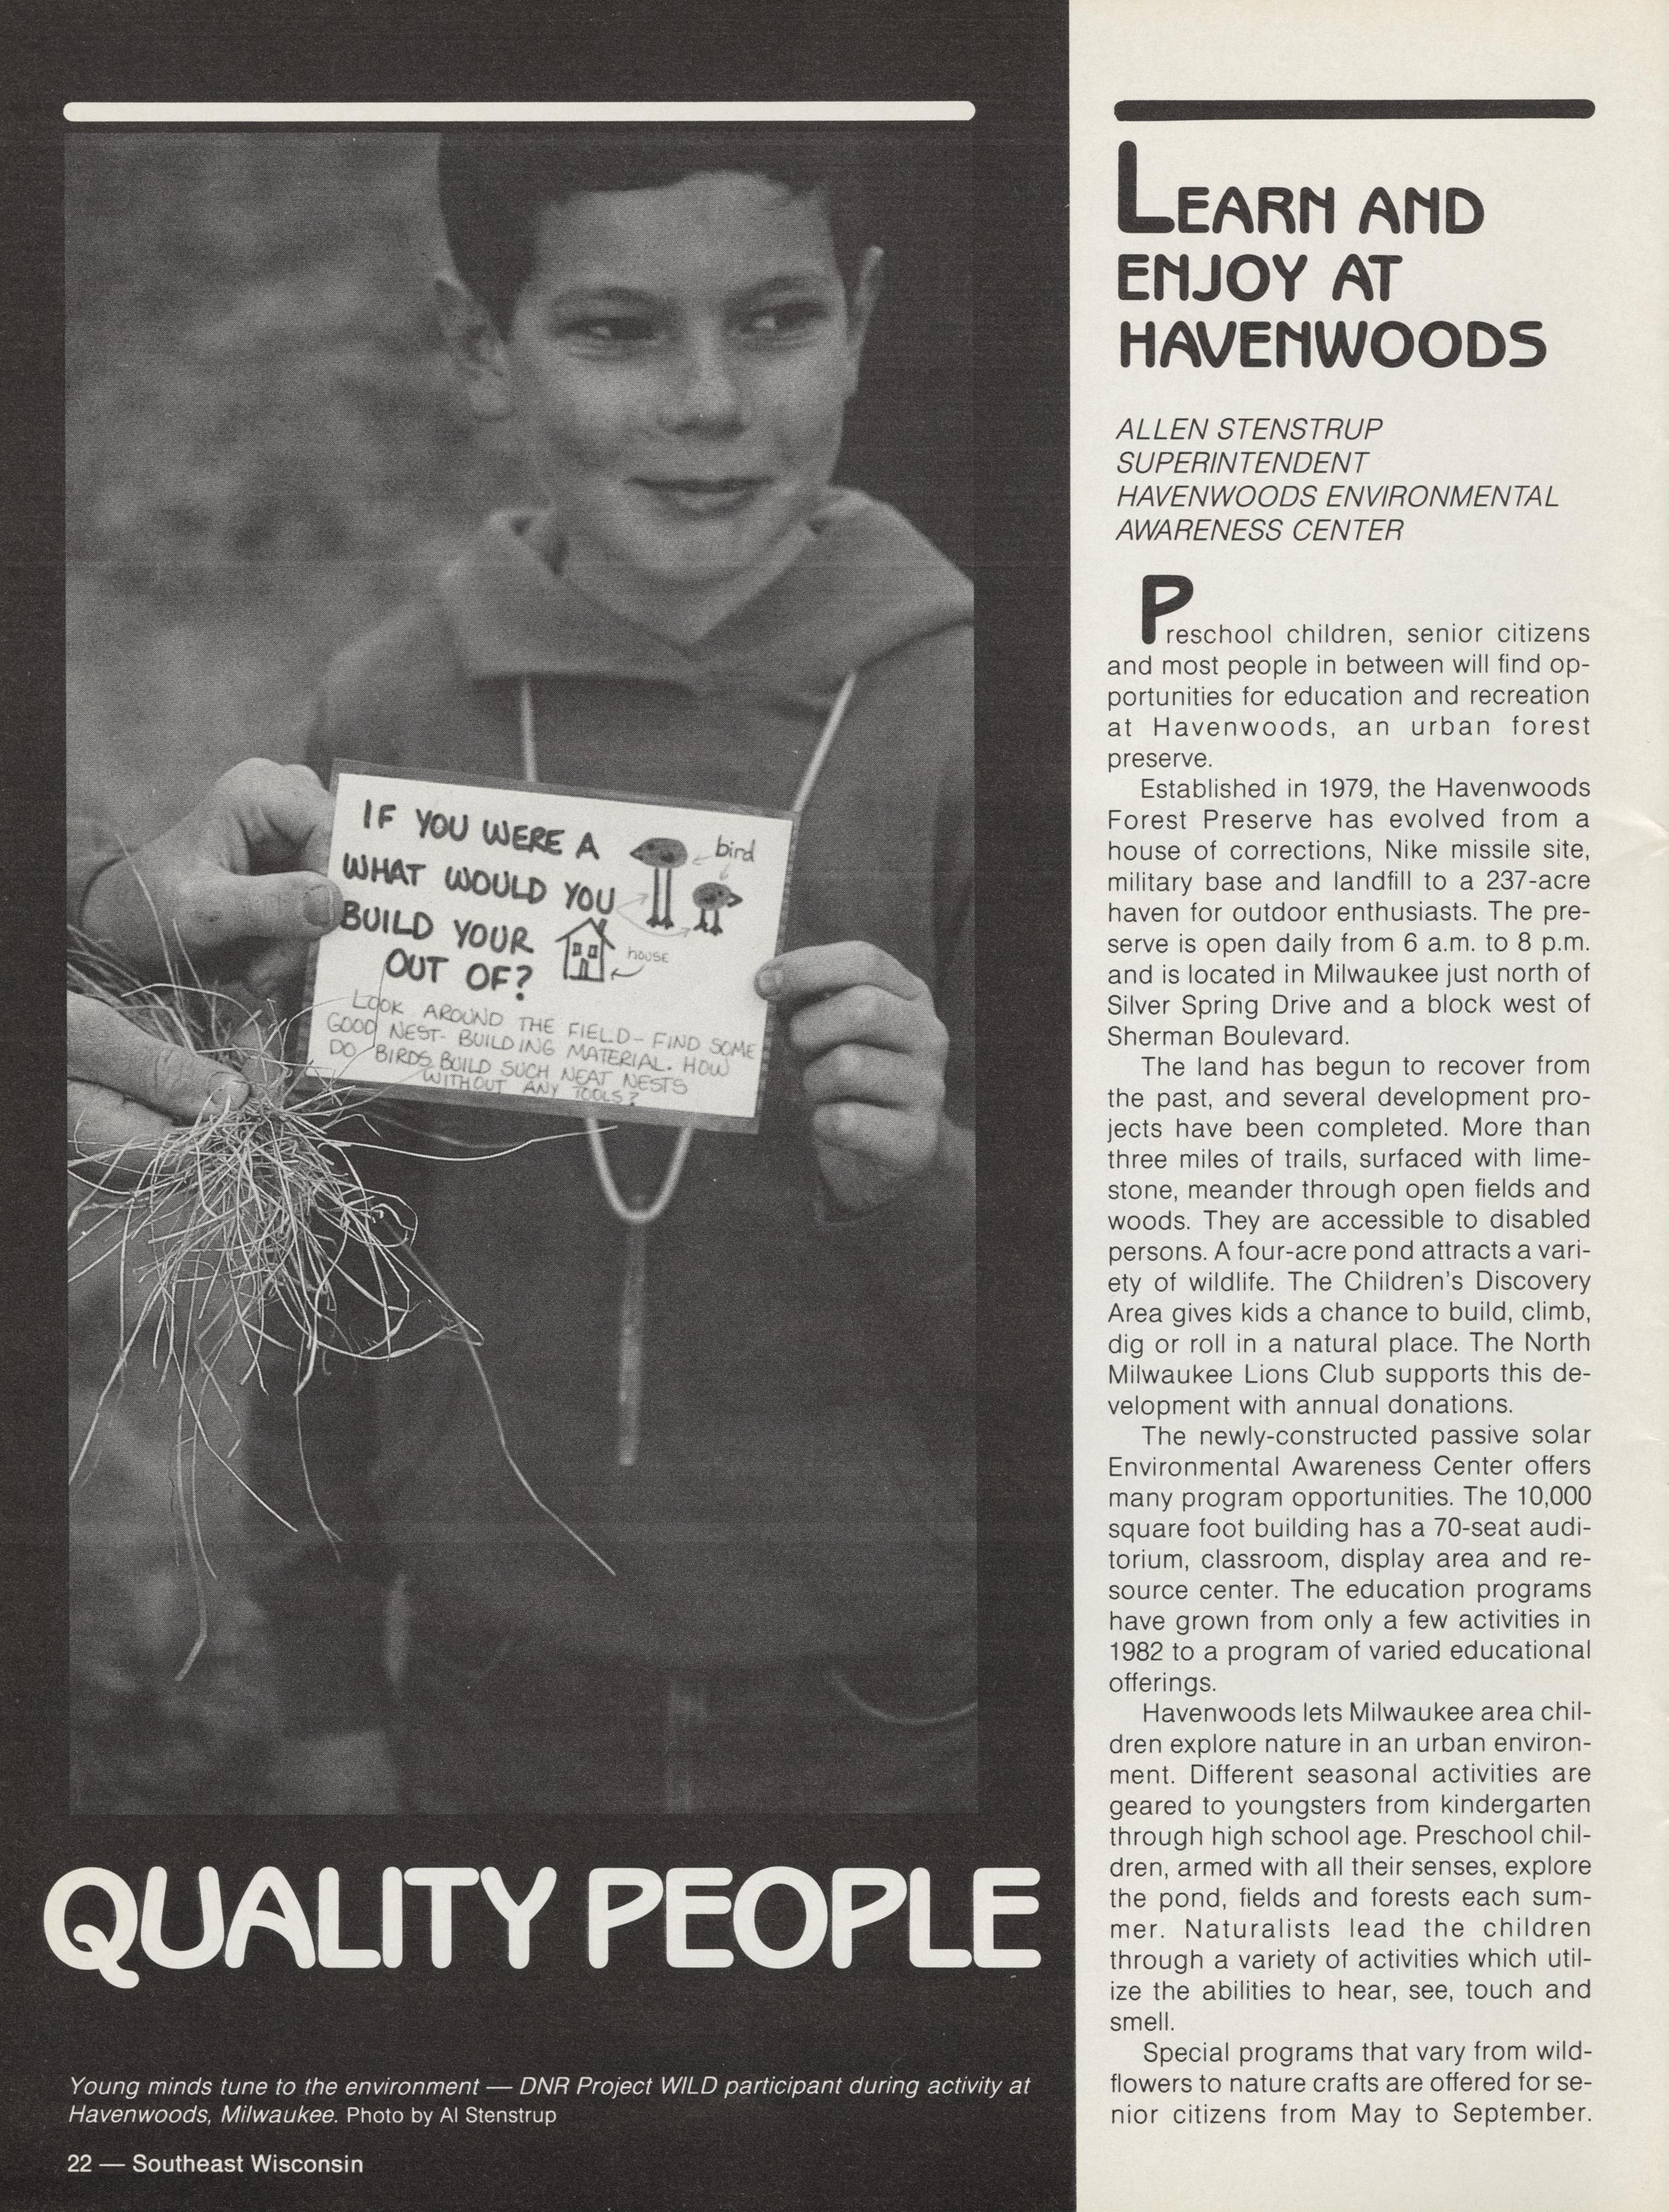 IF YOU WERE A bird
WHAT WOULD YOU
BUILD YOUR house
OUT OF?
LOOK AROUND THE FIELD- FIND SOME
GOOD NEST- BUILDING MATERIAL. HOW
DO BIRDS BUILD SUCH NEAT NESTS
WITHOUT ANY TOOLS?
QUALITY PEOPLE
Young minds tune to the environment — DNR Project WILD participant during activity at
Havenwoods, Milwaukee. Photo by Al Stenstrup
22 — Southeast Wisconsin
LEARN AND
ENJOY AT
HAVENWOODS
ALLEN STENSTRUP
SUPERINTENDENT
HAVENWOODS ENVIRONMENTAL
AWARENESS CENTER
Preschool children, senior citizens
and most people in between will find op-
portunities for education and recreation
at Havenwoods, an urban forest
preserve.
Established in 1979, the Havenwoods
Forest Preserve has evolved from a
house of corrections, Nike missile site,
military base and landfill to a 237-acre
haven for outdoor enthusiasts. The pre-
serve is open daily from 6 a.m. to 8 p.m.
and is located in Milwaukee just north of
Silver Spring Drive and a block west of
Sherman Boulevard.
The land has begun to recover from
the past, and several development pro-
jects have been completed. More than
three miles of trails, surfaced with lime-
stone, meander through open fields and
woods. They are accessible to disabled
persons. A four-acre pond attracts a vari-
ety of wildlife. The Children's Discovery
Area gives kids a chance to build, climb,
dig or roll in a natural place. The North
Milwaukee Lions Club supports this de-
velopment with annual donations.
The newly-constructed passive solar
Environmental Awareness Center offers
many program opportunities. The 10,000
square foot building has a 70-seat audi-
torium, classroom, display area and re-
source center. The education programs
have grown from only a few activities in
1982 to a program of varied educational
offerings.
Havenwoods lets Milwaukee area chil-
dren explore nature in an urban environ-
ment. Different seasonal activities are
geared to youngsters from kindergarten
through high school age. Preschool chil-
dren, armed with all their senses, explore
the pond, fields and forests each sum-
mer. Naturalists lead the children
through a variety of activities which util-
ize the abilities to hear, see, touch and
smell.
Special programs that vary from wild-
flowers to nature crafts are offered for se-
nior citizens from May to September.